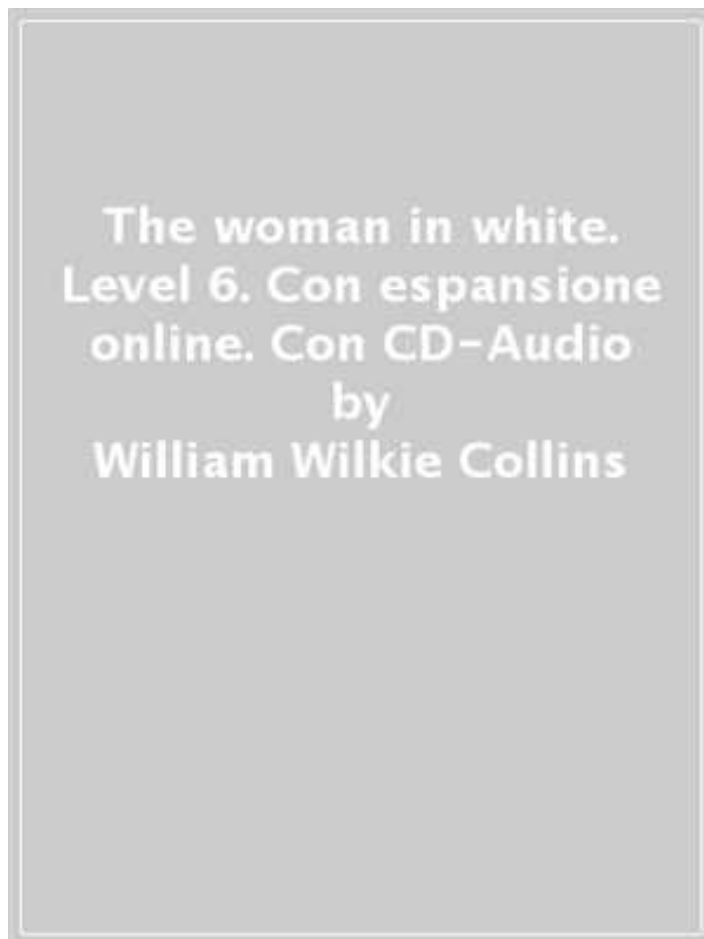 The woman in white.
Level 6. Con espansione
online. Con CD-Audio
by
William Wilkie Collins